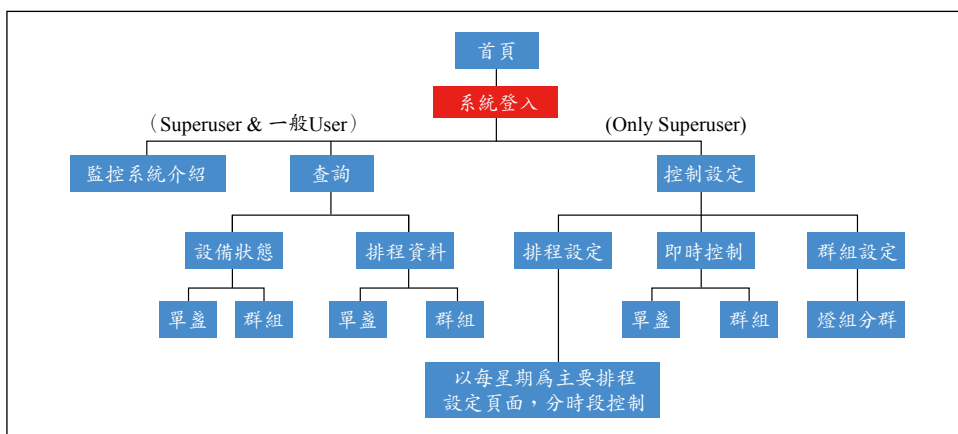 首頁
系統登入
（Superuser & 一般User）
(Only Superuser)
監控系統介紹
查詢
控制設定
設備狀態
排程資料
排程設定
即時控制
群組設定
單盞
群組
單盞
群組
單盞
群組
燈組分群
以每星期為主要排程
設定頁面，分時段控制